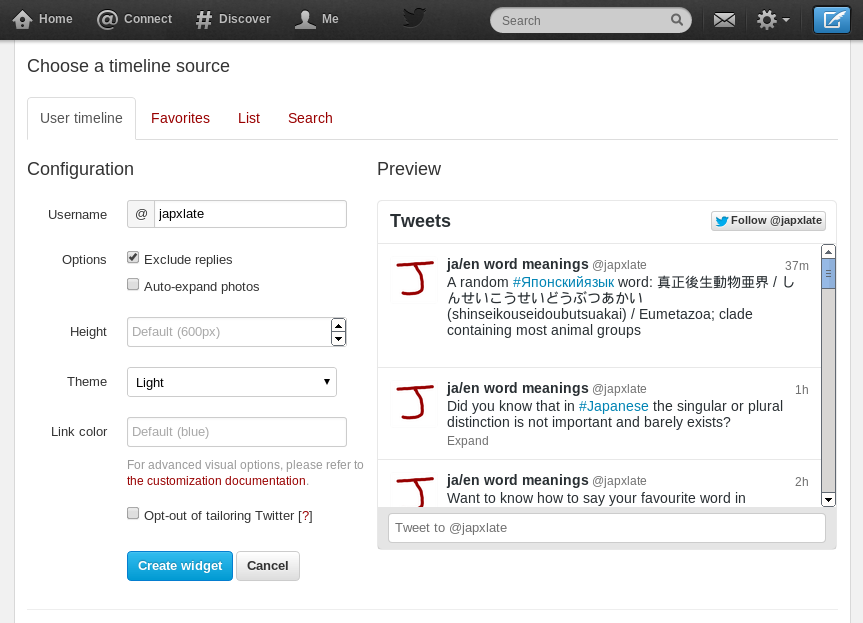 Home @ Connect # Discover Me Search
Choose a timeline source
User timeline Favorites List Search
Configuration
Username @ japxlate
Options Exclude replies
Auto-expand photos
Height Default (600px)
Theme Light
Link color Default (blue)
For advanced visual options, please refer to
the customization documentation.
Opt-out of tailoring Twitter [?]
Create widget Cancel
Preview
Tweets Follow @japxlate
ja/en word meanings @japxlate 37m
A random #Японскийязык word: 真正後生動物亜界 / し
んせいこうせいどうぶつあかい
(shinseikouseidoubutsuakai) / Eumetazoa; clade
containing most animal groups
ja/en word meanings @japxlate 1h
Did you know that in #Japanese the singular or plural
distinction is not important and barely exists?
Expand
ja/en word meanings @japxlate 2h
Want to know how to say your favourite word in
Tweet to @japxlate